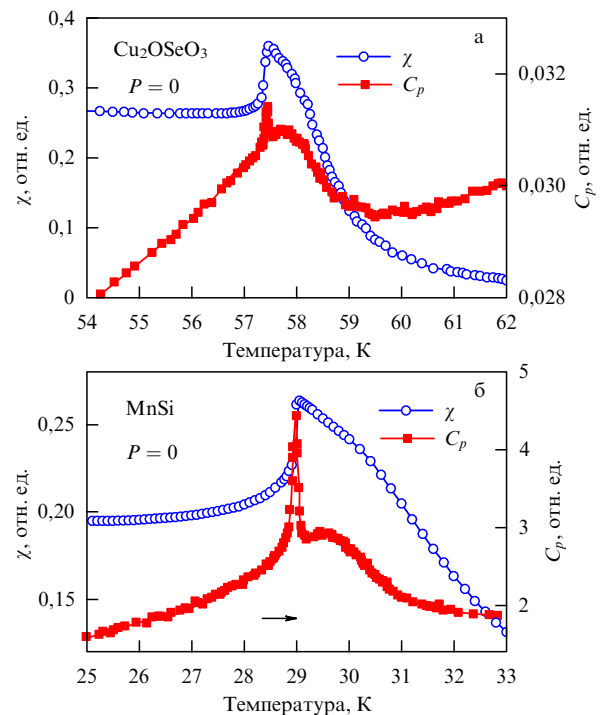 а
Cu₂OSeO₃
P = 0
χ
Cp
0,4
0,3
0,2
0,1
0
χ, отн. ед.
0,032
0,030
0,028
Cp, отн. ед.
54 55 56 57 58 59 60 61 62
Температура, К
б
MnSi
P = 0
χ
Cp
0,25
0,20
0,15
χ, отн. ед.
5
4
3
2
Cp, отн. ед.
25 26 27 28 29 30 31 32 33
Температура, К